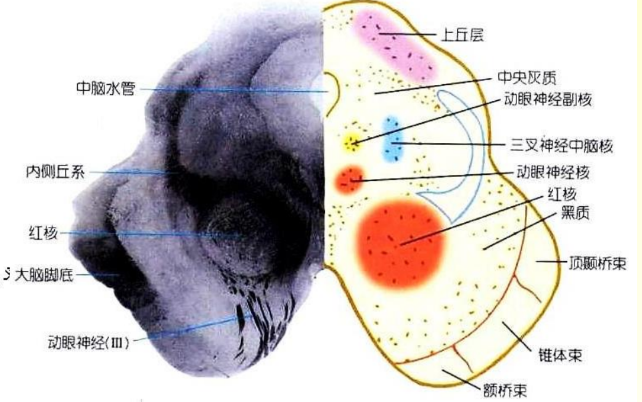 上丘层
中央灰质
中脑水管
动眼神经副核
三叉神经中脑核
内侧丘系
动眼神经核
红核
黑质
红核
大脑脚底
顶颞桥束
动眼神经(Ⅲ)
锥体束
额桥束